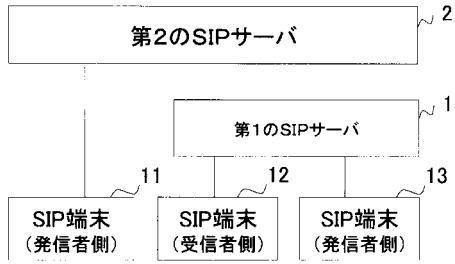 2
第2のSIPサーバ
1
第1のSIPサーバ
11
12
13
SIP端末
(発信者側)
SIP端末
(受信者側)
SIP端末
(発信者側)